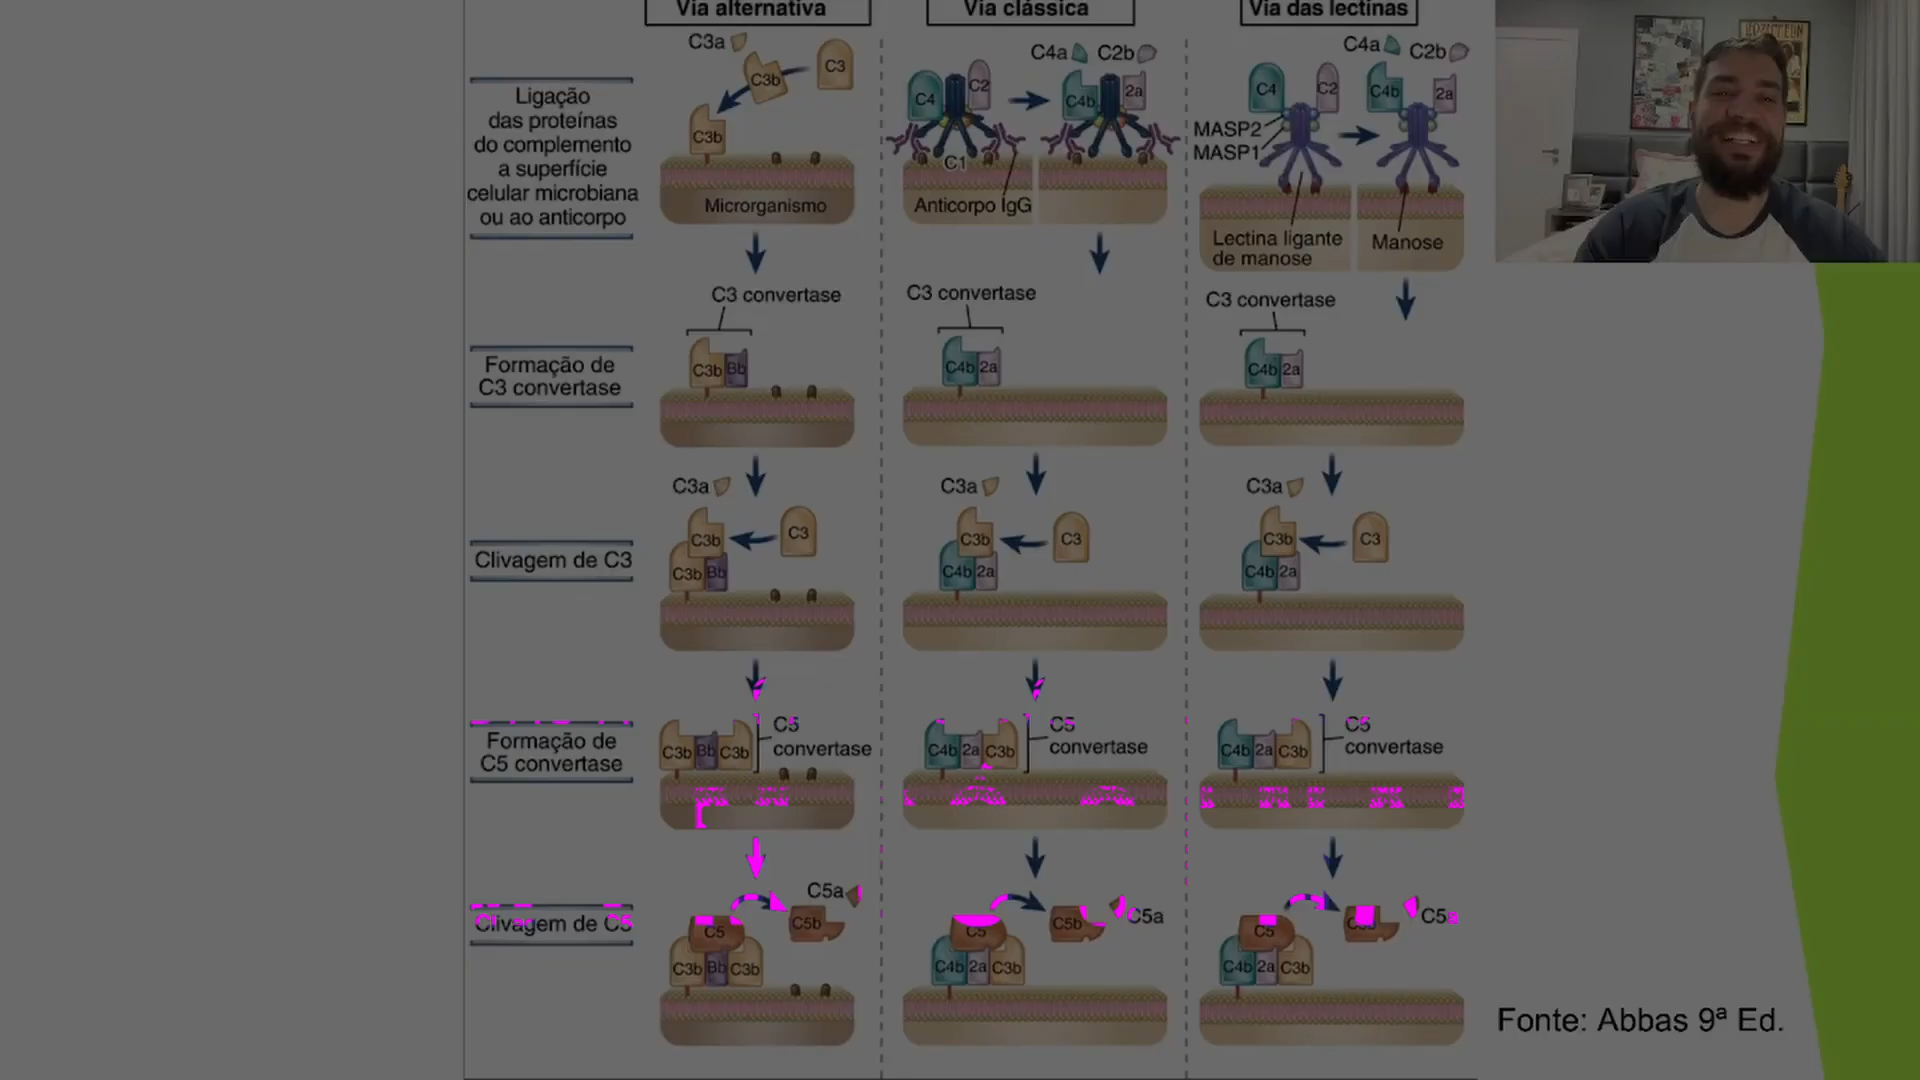 Via alternativa
Via clássica
Via das lectinas
Ligação
das proteínas
do complemento
a superfície
celular microbiana
ou ao anticorpo
C3a
C3b
C3
C3b
Microrganismo
C4a
C2b
C4
C2
C4b
2a
C1
Anticorpo IgG
C4a
C2b
C4
C2
C4b
2a
MASP2
MASP1
Lectina ligante
de manose
Manose
Formação de
C3 convertase
C3 convertase
C3b
Bb
C3 convertase
C4b
2a
C3 convertase
C4b
2a
Clivagem de C3
C3a
C3b
C3
C3b
Bb
C3a
C3b
C3
C4b
2a
C3a
C3b
C3
C4b
2a
Formação de
C5 convertase
C3b
Bb
C3b
C5
convertase
C4b
2a
C3b
C5
convertase
C4b
2a
C3b
C5
convertase
Clivagem de C5
C5a
C5
C5b
C3b
Bb
C3b
C5
C5b
C5a
C4b
2a
C3b
C5
C5a
C4b
2a
C3b
Fonte: Abbas 9ª Ed.